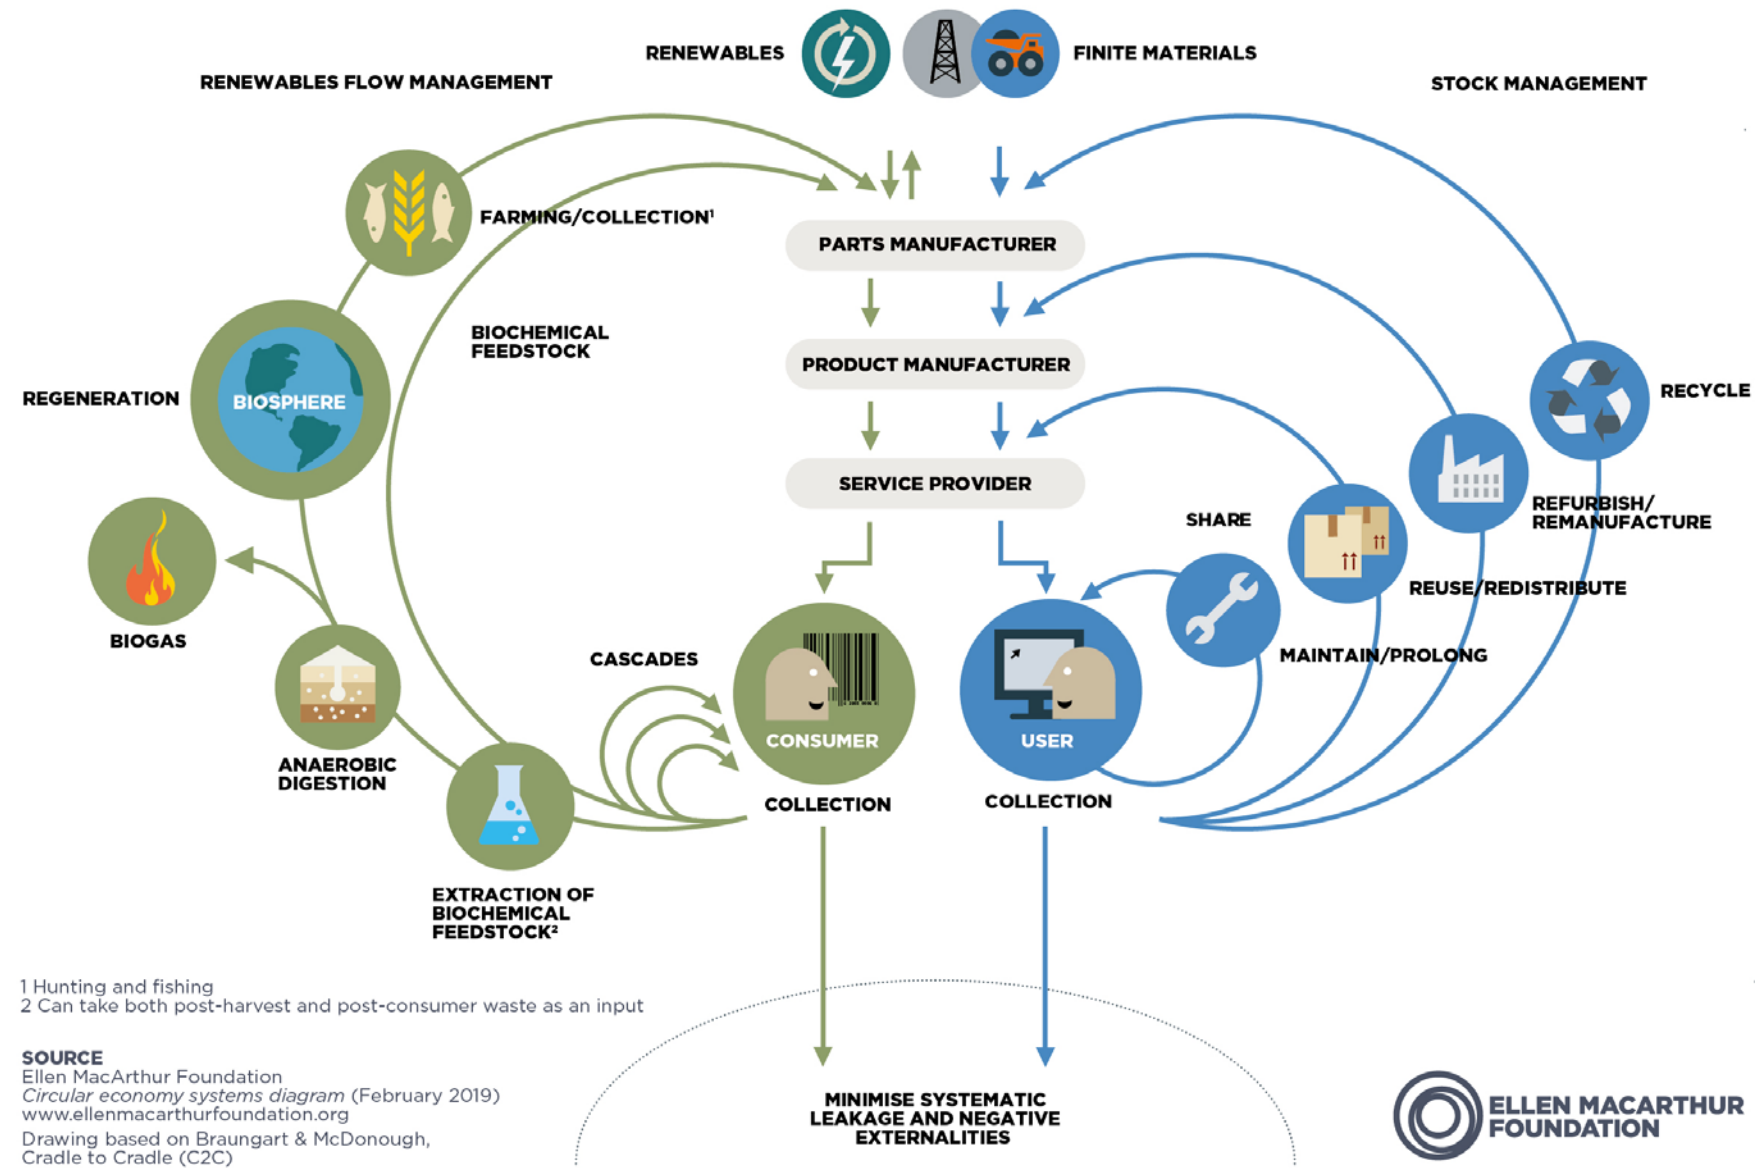 RENEWABLES
FINITE MATERIALS
RENEWABLES FLOW MANAGEMENT
STOCK MANAGEMENT
FARMING/COLLECTION¹
PARTS MANUFACTURER
BIOCHEMICAL
FEEDSTOCK
PRODUCT MANUFACTURER
REGENERATION
BIOSPHERE
RECYCLE
SERVICE PROVIDER
SHARE
REFURBISH/
REMANUFACTURE
REUSE/REDISTRIBUTE
BIOGAS
CASCADES
MAINTAIN/PROLONG
CONSUMER
USER
ANAEROBIC
DIGESTION
COLLECTION
COLLECTION
EXTRACTION OF
BIOCHEMICAL
FEEDSTOCK²
1 Hunting and fishing
2 Can take both post-harvest and post-consumer waste as an input
SOURCE
Ellen MacArthur Foundation
Circular economy systems diagram (February 2019)
www.ellenmacarthurfoundation.org
Drawing based on Braungart & McDonough,
Cradle to Cradle (C2C)
MINIMISE SYSTEMATIC
LEAKAGE AND NEGATIVE
EXTERNALITIES
ELLEN MACARTHUR
FOUNDATION